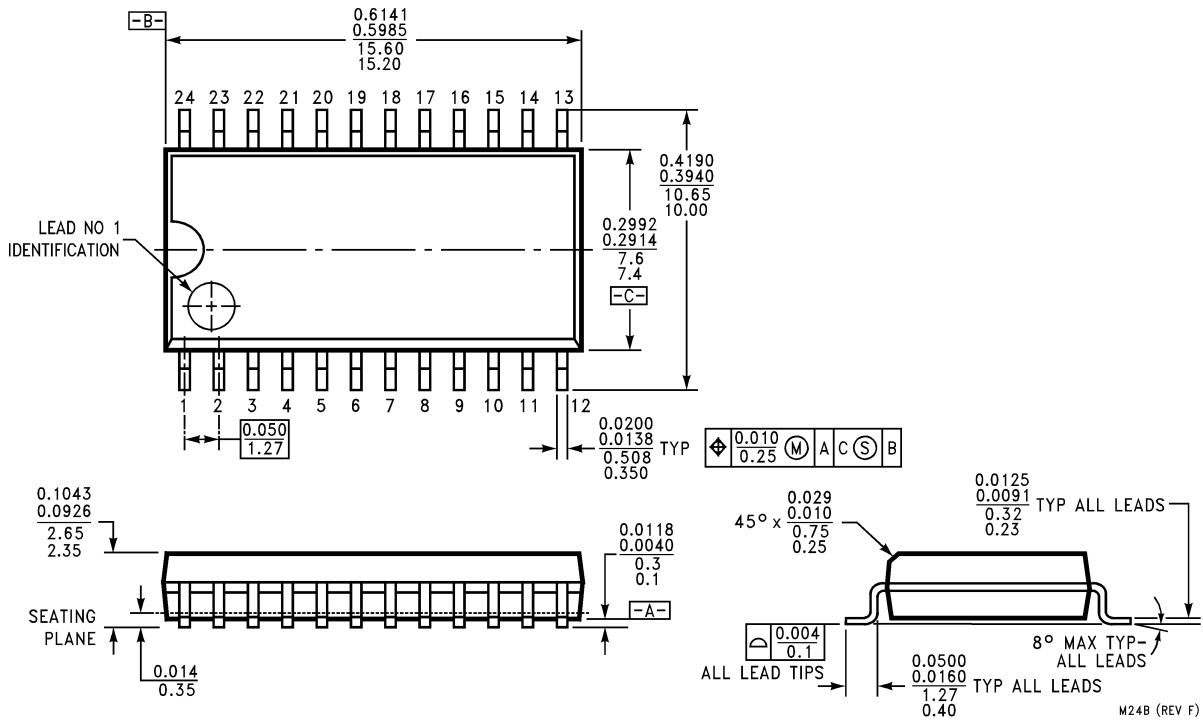 -B-
0.6141
0.5985
15.60
15.20
24 23 22 21 20 19 18 17 16 15 14 13
0.4190
0.3940
10.65
10.00
LEAD NO 1
IDENTIFICATION
0.2992
0.2914
7.6
7.4
-C-
1 2 3 4 5 6 7 8 9 10 11 12
0.050
1.27
0.0200
0.0138
0.508
0.350
TYP
⌖ 0.010 0.25 Ⓜ A C Ⓢ B
0.1043
0.0926
2.65
2.35
0.0118
0.0040
0.3
0.1
-A-
SEATING
PLANE
0.014
0.35
45° x
0.029
0.010
0.75
0.25
0.0125
0.0091
0.32
0.23
TYP ALL LEADS
0.004
0.1
ALL LEAD TIPS
8° MAX TYP-
ALL LEADS
0.0500
0.0160
1.27
0.40
TYP ALL LEADS
M24B (REV F)